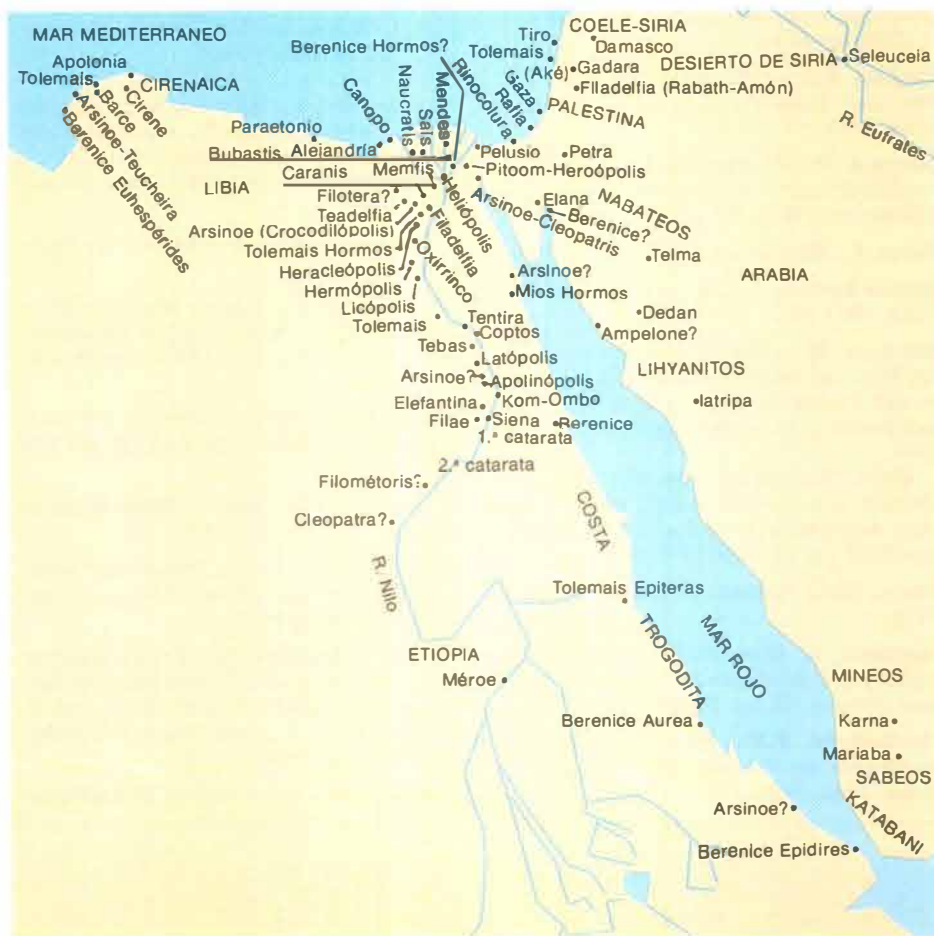 MAR MEDITERRANEO
Apolonia
Tolemais
CIRENAICA
Cirene
Barce
Arsinoe-Teucheira
Berenice Euhespérides
Berenice Hormos?
Rinocolura
Gaza
Rafia
Tiro
Tolemais
(Aké)
COELE-SIRIA
Damasco
Gadara
Filadelfia (Rabath-Amón)
DESIERTO DE SIRIA
Seleuceia
R. Eufrates
PALESTINA
Paraetonio
Canopo
Naucratis
Sais
Mendes
Alejandría
Bubastis
Caranis
Memfis
LIBIA
Pelusio
Petra
Pitoom-Heroópolis
Heliópolis
Filotera?
Teadelfia
Arsinoe (Crocodilópolis)
Tolemais Hormos
Heracleópolis
Hermópolis
Licópolis
Tolemais
Filadelfia
Oxirrinco
Arsinoe-Cleopatris
Elana
Berenice?
NABATEOS
Telma
ARABIA
Arsinoe?
Mios Hormos
Dedan
Ampelone?
LIHYANITOS
Iatripa
Tentira
Coptos
Tebas
Latópolis
Arsinoe?
Apolinópolis
Kom-Ombo
Elefantina
Filae
Siena
1.ª catarata
Berenice
2.ª catarata
Filométoris?
Cleopatra?
R. Nilo
COSTA
TROGODITA
Tolemais Epiteras
MAR ROJO
ETIOPIA
Méroe
Berenice Aurea
MINEOS
Karna
Mariaba
SABEOS
KATABANI
Arsinoe?
Berenice Epidires